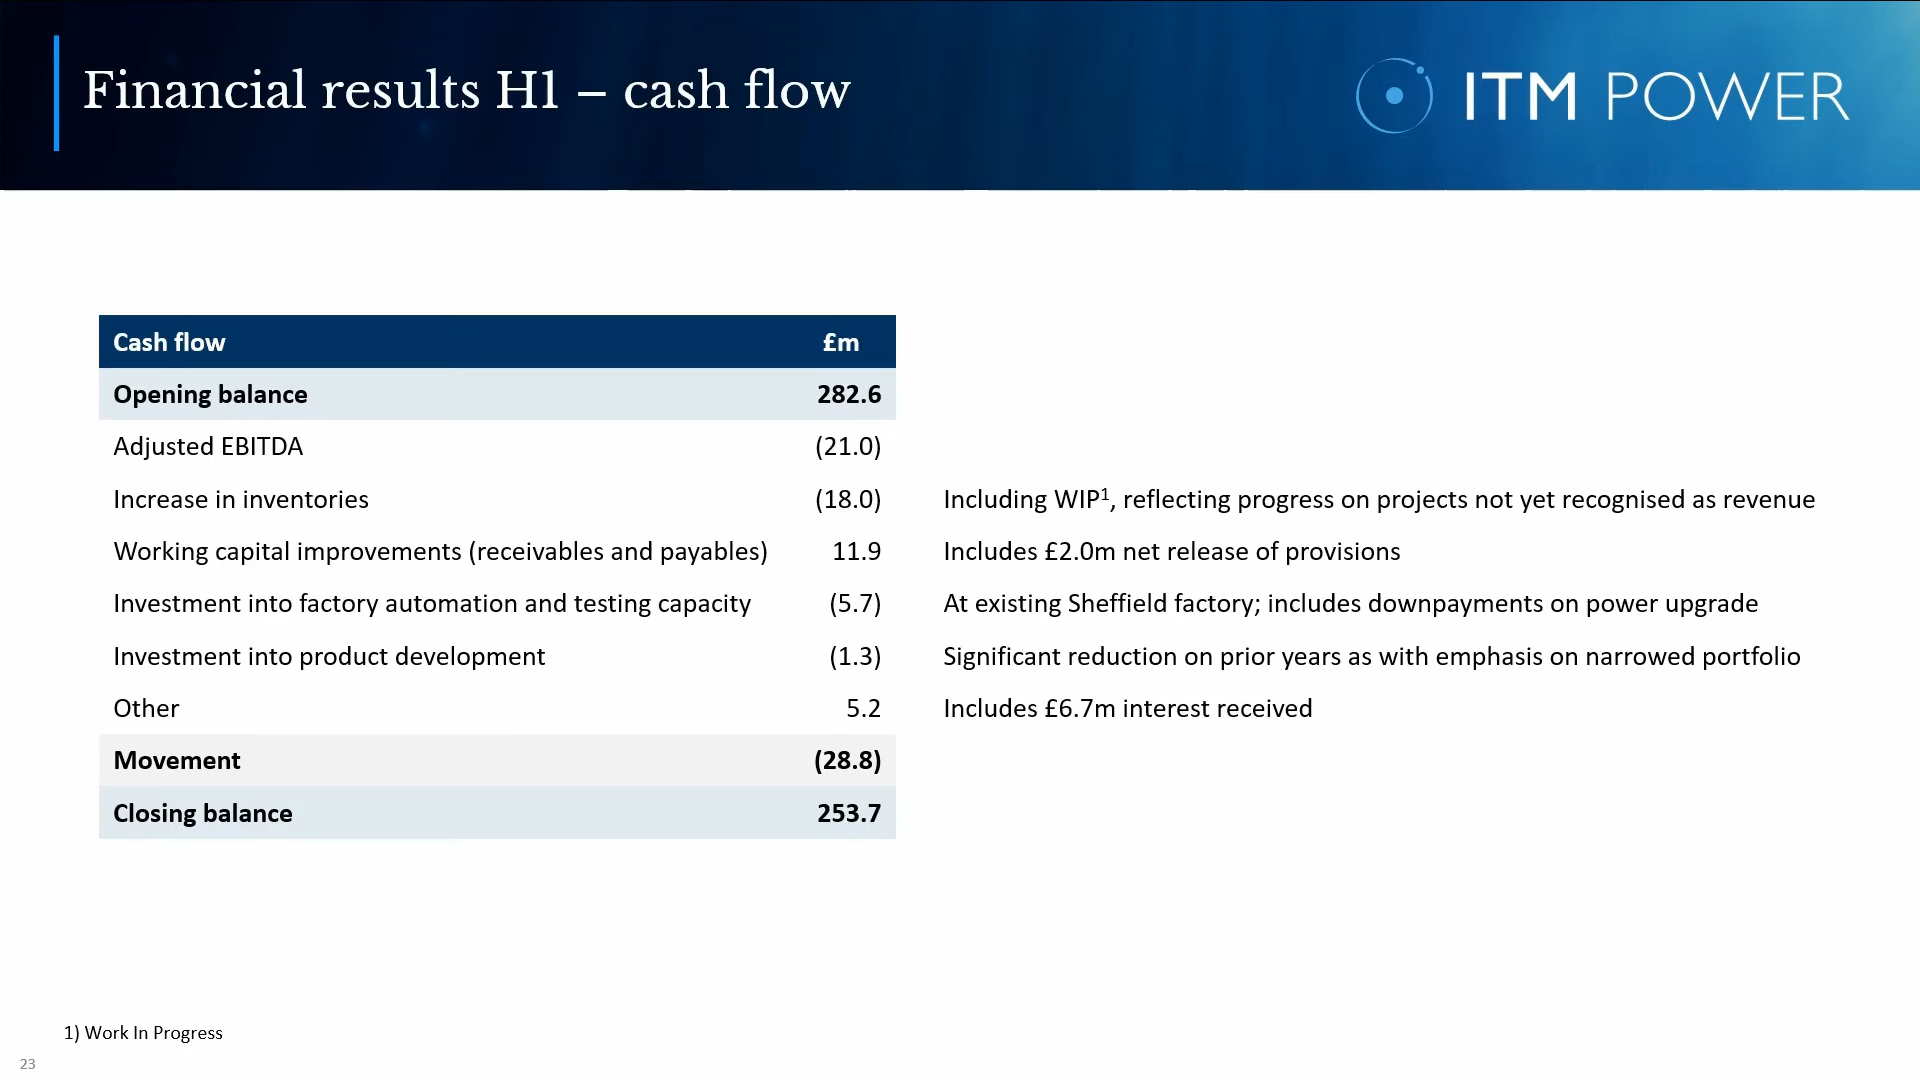 Financial results H1 – cash flow
ITM POWER
Cash flow £m
Opening balance 282.6
Adjusted EBITDA (21.0)
Increase in inventories (18.0) Including WIP¹, reflecting progress on projects not yet recognised as revenue
Working capital improvements (receivables and payables) 11.9 Includes £2.0m net release of provisions
Investment into factory automation and testing capacity (5.7) At existing Sheffield factory; includes downpayments on power upgrade
Investment into product development (1.3) Significant reduction on prior years as with emphasis on narrowed portfolio
Other 5.2 Includes £6.7m interest received
Movement (28.8)
Closing balance 253.7
1) Work In Progress
23